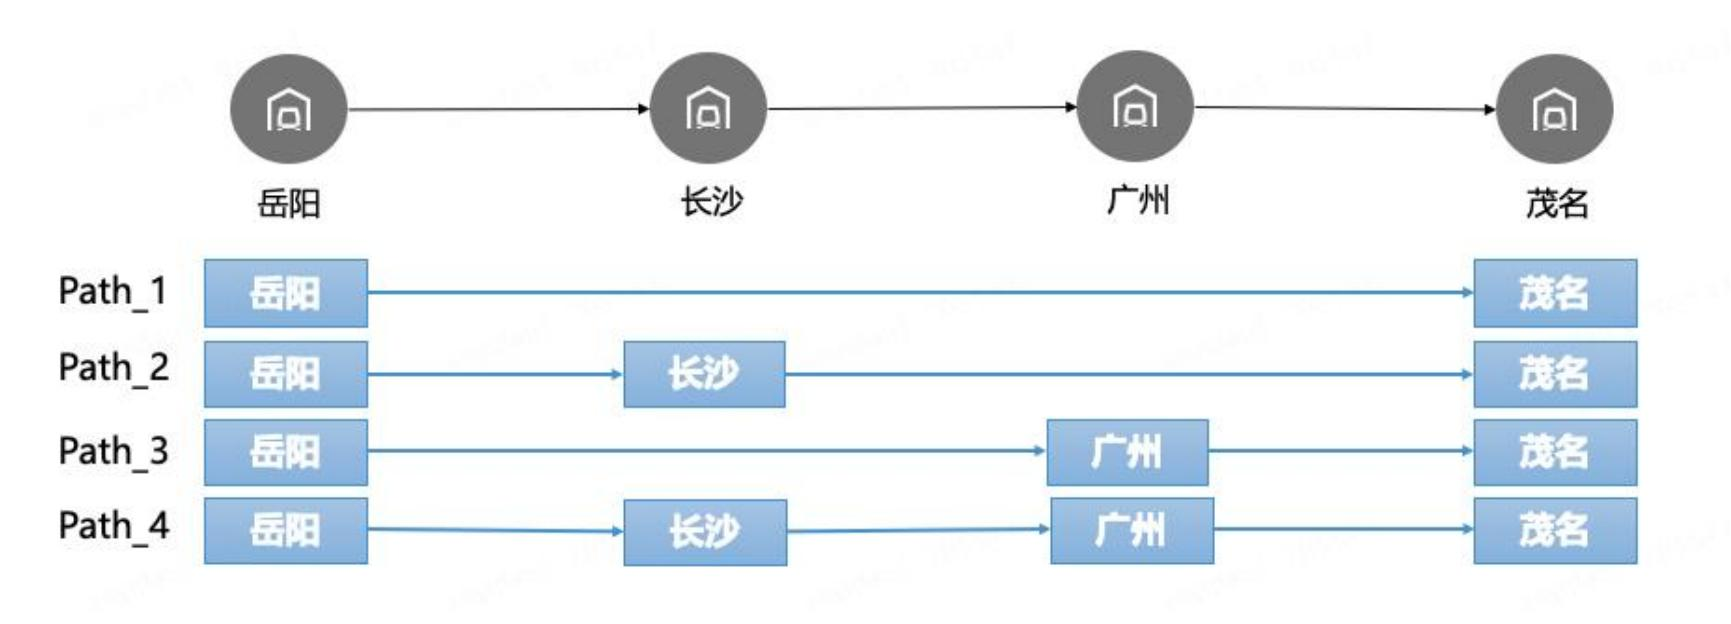 岳阳 长沙 广州 茂名
Path_1 岳阳 茂名
Path_2 岳阳 长沙 茂名
Path_3 岳阳 广州 茂名
Path_4 岳阳 长沙 广州 茂名